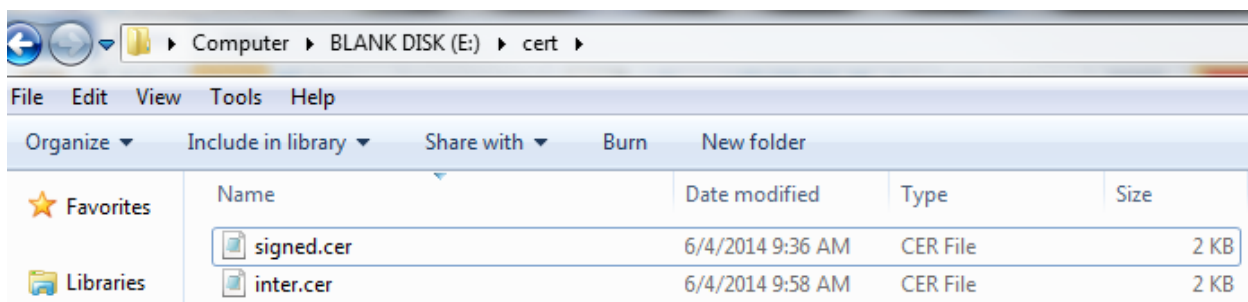 Computer ▸ BLANK DISK (E:) ▸ cert ▸
File Edit View Tools Help
Organize Include in library Share with Burn New folder
Favorites Name Date modified Type Size
signed.cer 6/4/2014 9:36 AM CER File 2 KB
Libraries inter.cer 6/4/2014 9:58 AM CER File 2 KB